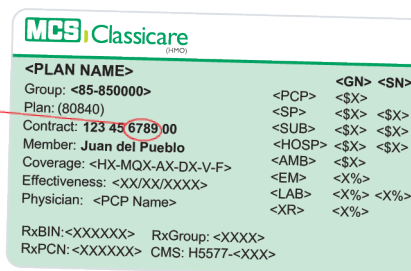 MCS Classicare
(HMO)
<PLAN NAME>
<GN> <SN>
Group: <85-850000>
<PCP> <$X>
Plan: (80840)
<SP> <$X> <$X>
Contract: 123 45 6789 00
<SUB> <$X> <$X>
Member: Juan del Pueblo
<HOSP> <$X> <$X>
Coverage: <HX-MQX-AX-DX-V-F>
<AMB> <$X>
Effectiveness: <XX/XX/XXXX>
<EM> <X%>
Physician: <PCP Name>
<LAB> <X%> <X%>
<XR> <X%>
RxBIN:<XXXXXX> RxGroup: <XXXX>
RxPCN: <XXXXXX> CMS: H5577-<XXX>